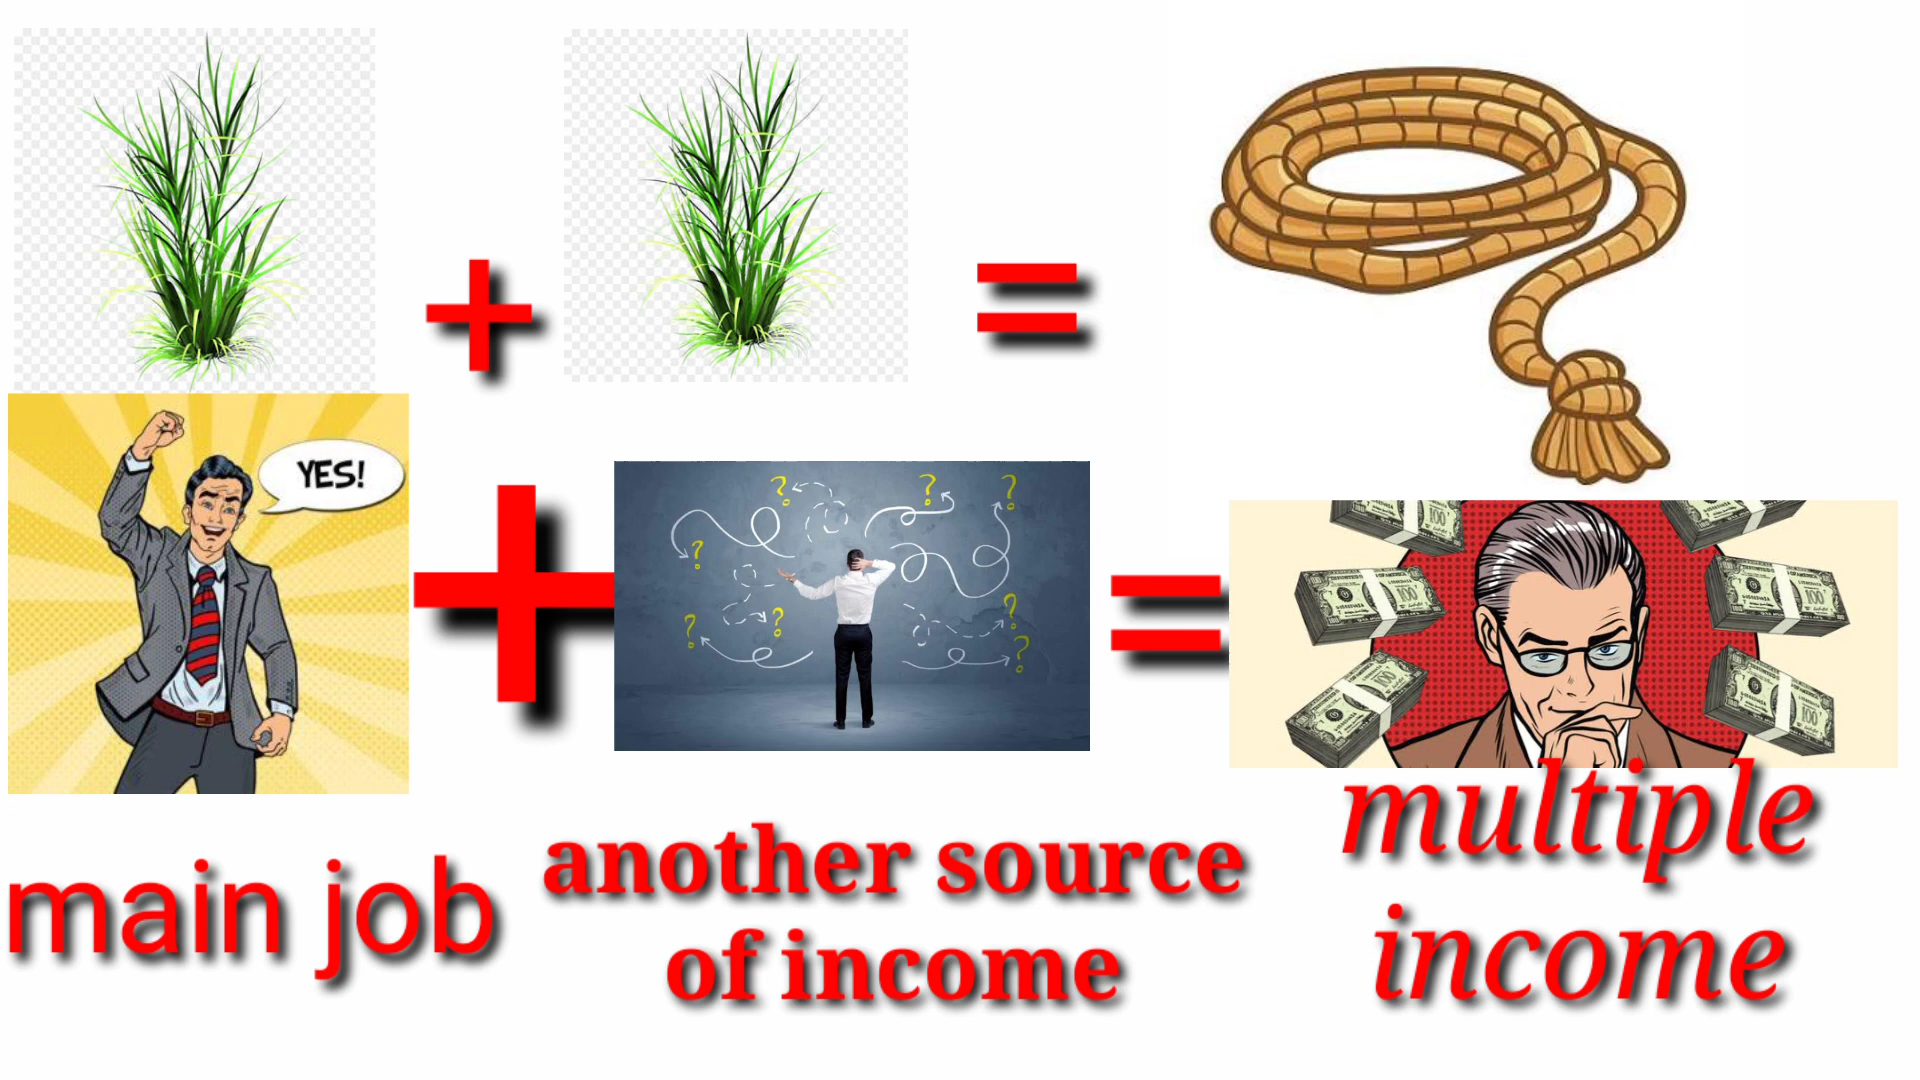 +
=
YES!
+
=
main job
another source
of income
multiple
income